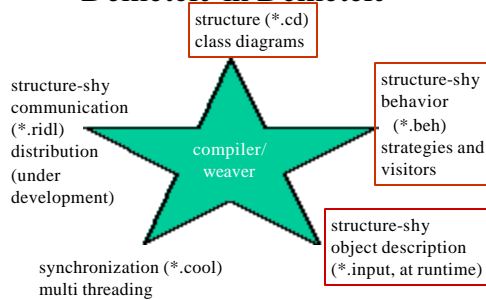 structure (*.cd)
class diagrams
structure-shy
communication
(*.ridl)
distribution
(under
development)
compiler/
weaver
structure-shy
behavior
(*.beh)
strategies and
visitors
structure-shy
object description
(*.input, at runtime)
synchronization (*.cool)
multi threading